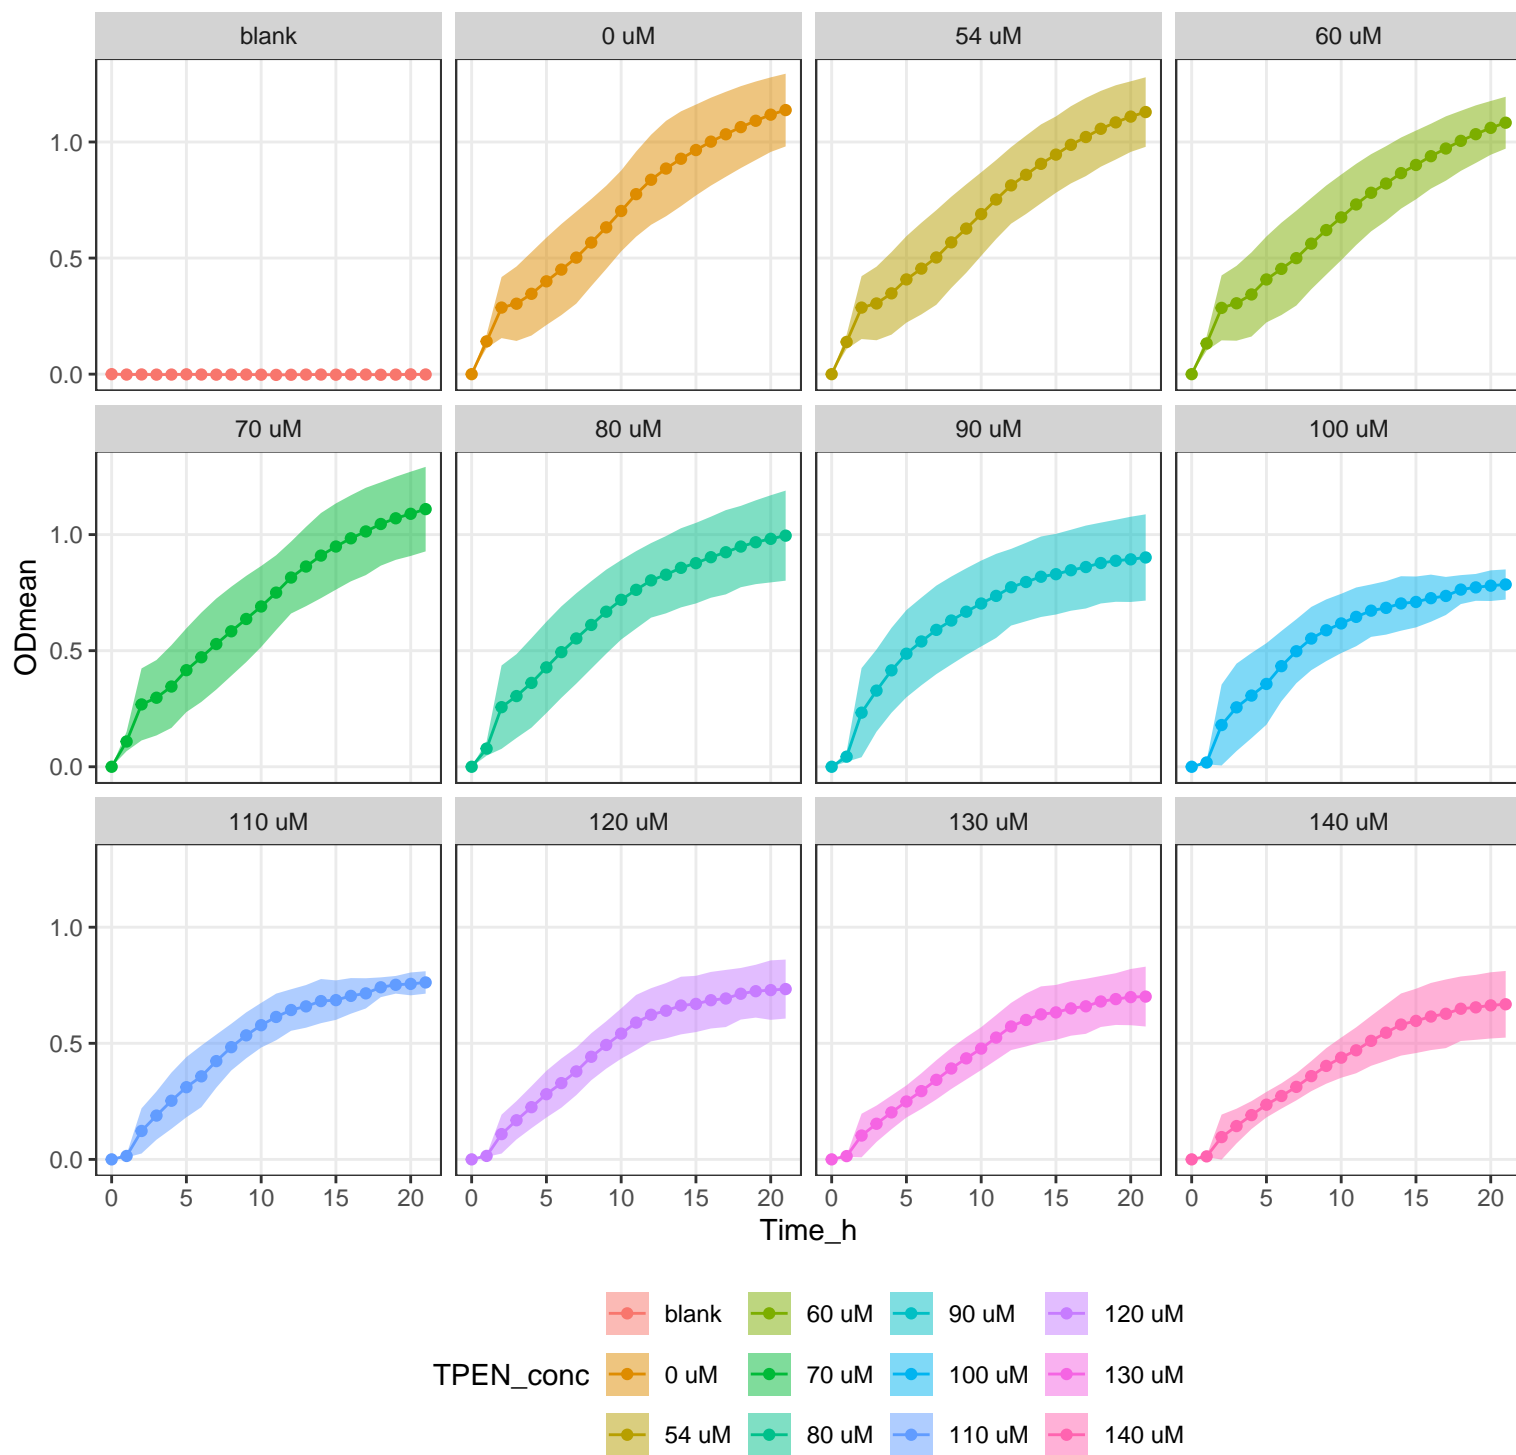 blank 0 uM 54 uM 60 uM
1.0
0.5
0.0
70 uM 80 uM 90 uM 100 uM
1.0
0.5
0.0
ODmean
110 uM 120 uM 130 uM 140 uM
1.0
0.5
0.0
0 5 10 15 20 0 5 10 15 20 0 5 10 15 20 0 5 10 15 20
Time_h
TPEN_conc
blank 60 uM 90 uM 120 uM
0 uM 70 uM 100 uM 130 uM
54 uM 80 uM 110 uM 140 uM